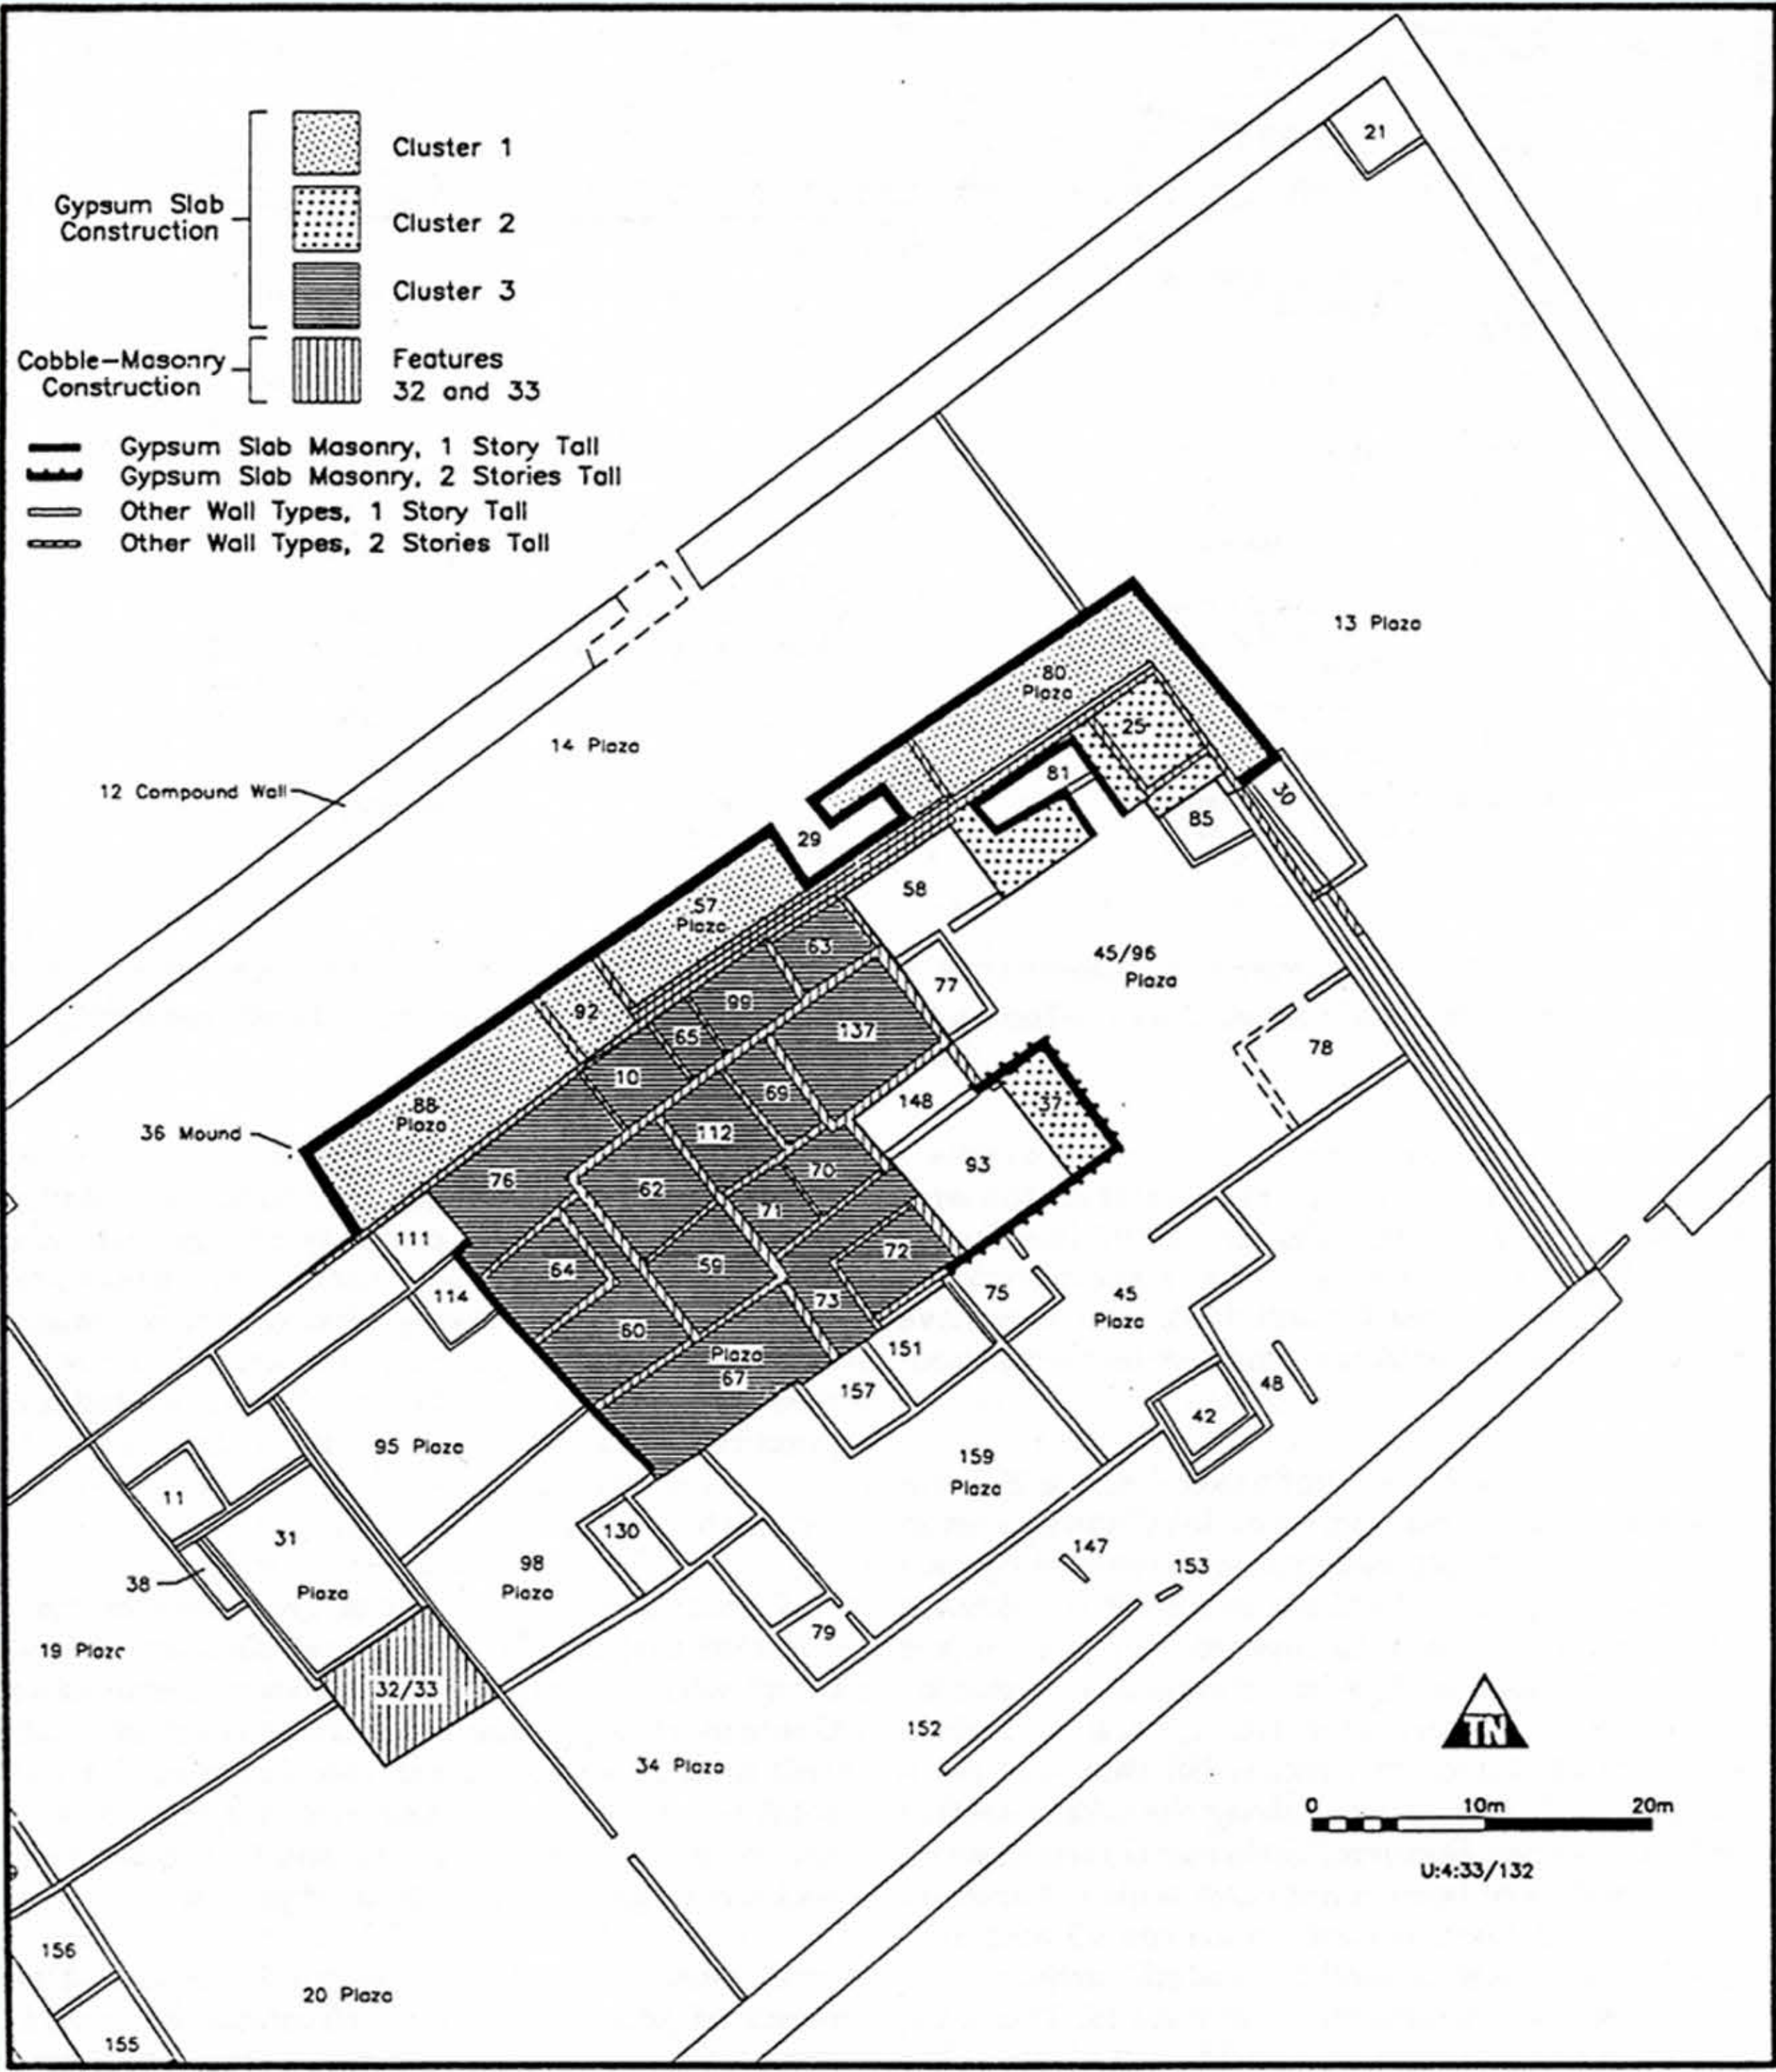 Gypsum Slab
Construction
Cluster 1
Cluster 2
Cluster 3
Cobble-Masonry
Construction
Features
32 and 33
Gypsum Slab Masonry, 1 Story Tall
Gypsum Slab Masonry, 2 Stories Tall
Other Wall Types, 1 Story Tall
Other Wall Types, 2 Stories Tall
21
13 Plaza
80
Plaza
14 Plaza
25
81
12 Compound Wall
30
85
29
58
57
Plaza
63
45/96
Plaza
77
99
92
65
137
78
10
69
148
37
88
Plaza
36 Mound
112
93
70
76
62
71
111
72
64
59
114
73
75
45
Plaza
60
Plaza
67
151
157
48
42
95 Plaza
159
Plaza
11
31
Plaza
130
98
Plaza
147
153
38
79
19 Plaza
32/33
152
34 Plaza
TN
0 10m 20m
U:4:33/132
156
20 Plaza
155